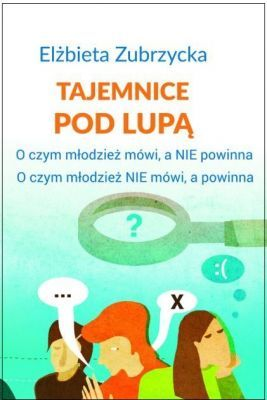 Elżbieta Zubrzycka
TAJEMNICE
POD LUPĄ
O czym młodzież mówi, a NIE powinna
O czym młodzież NIE mówi, a powinna
?
:(
...
X